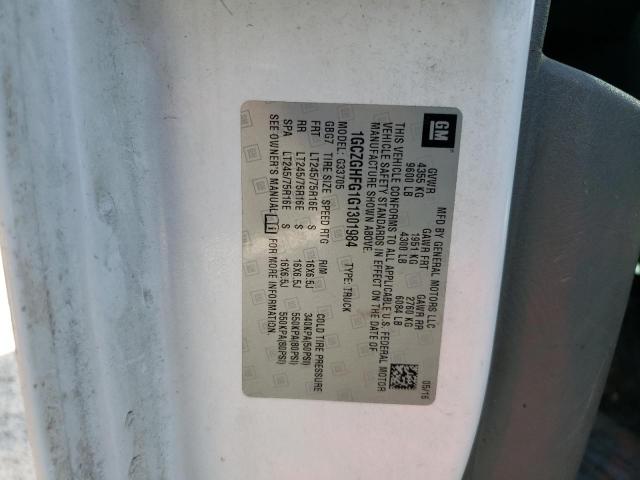 GM
MFD BY GENERAL MOTORS LLC 05/16
GVWR GAWR FRT GAWR RR
4355 KG 1951 KG 2760 KG
9600 LB 4300 LB 6084 LB
THIS VEHICLE CONFORMS TO ALL APPLICABLE U.S. FEDERAL MOTOR
VEHICLE SAFETY STANDARDS IN EFFECT ON THE DATE OF
MANUFACTURE SHOWN ABOVE.
1GCZGHFG1G1301984 TYPE: TRUCK
MODEL: G33705
GBG7 TIRE SIZE SPEED RTG RIM COLD TIRE PRESSURE
FRT LT245/75R16E S 16X6.5J 340KPA(50PSI)
RR LT245/75R16E S 16X6.5J 550KPA(80PSI)
SPA LT245/75R16E S 16X6.5J 550KPA(80PSI)
SEE OWNER'S MANUAL FOR MORE INFORMATION.